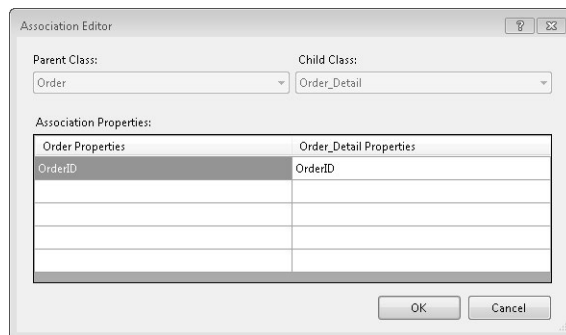 Association Editor
Parent Class: Child Class:
Order Order_Detail
Association Properties:
Order Properties Order_Detail Properties
OrderID OrderID
OK Cancel